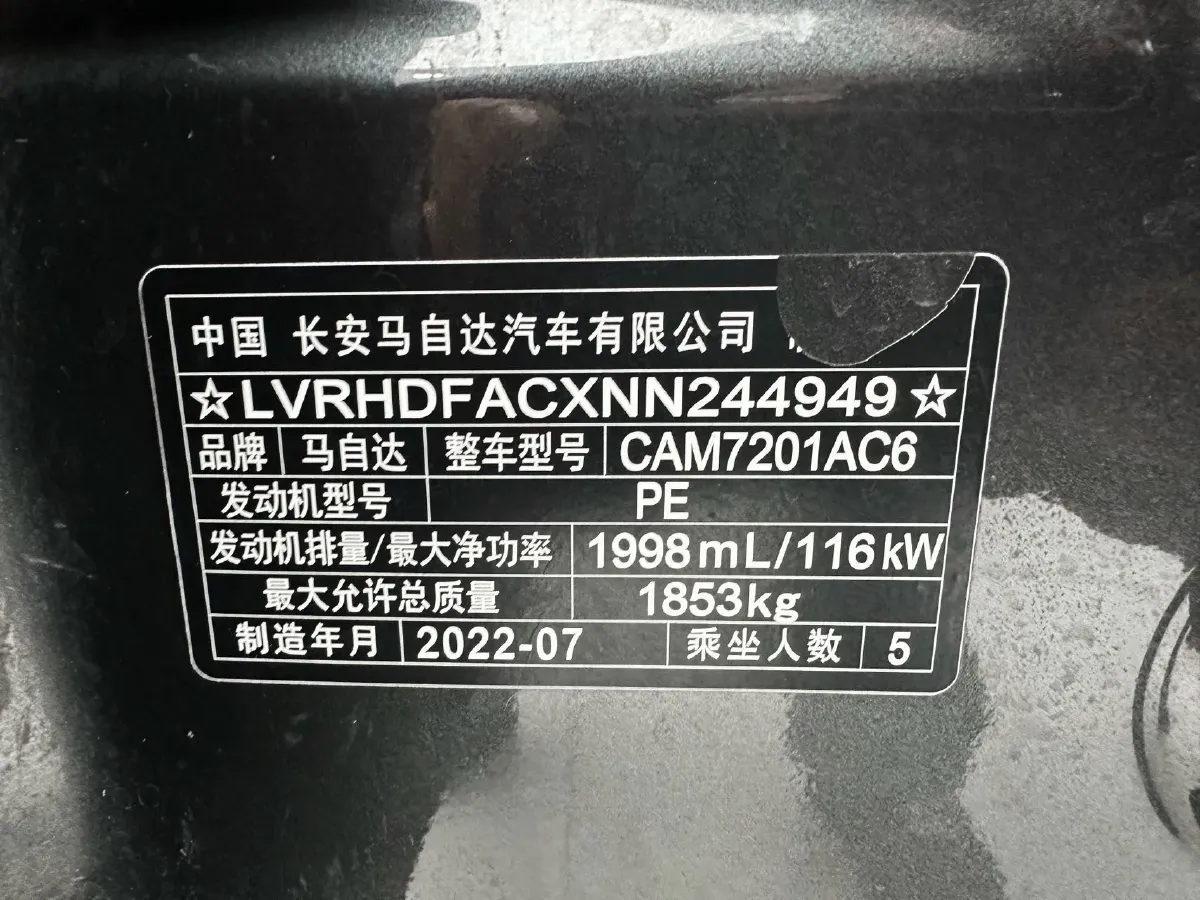 中国 长安马自达汽车有限公司
☆LVRHDFACXNN244949☆
品牌 马自达 整车型号 CAM7201AC6
发动机型号 PE
发动机排量/最大净功率 1998mL/116kW
最大允许总质量 1853kg
制造年月 2022-07 乘坐人数 5